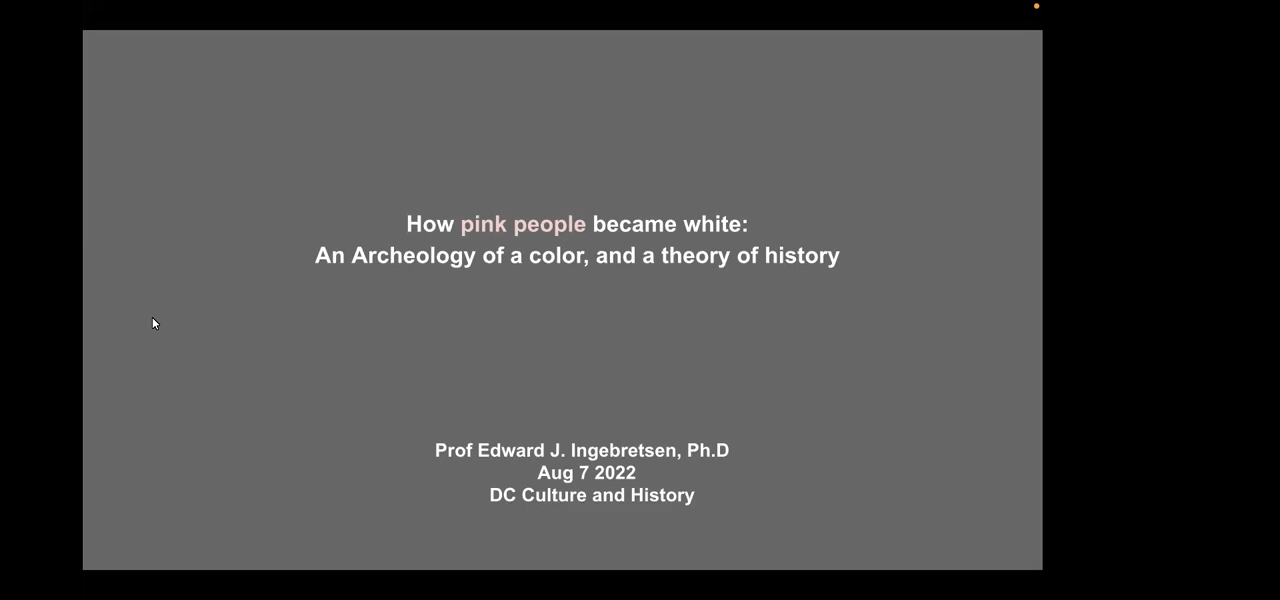 How pink people became white:
An Archeology of a color, and a theory of history
Prof Edward J. Ingebretsen, Ph.D
Aug 7 2022
DC Culture and History